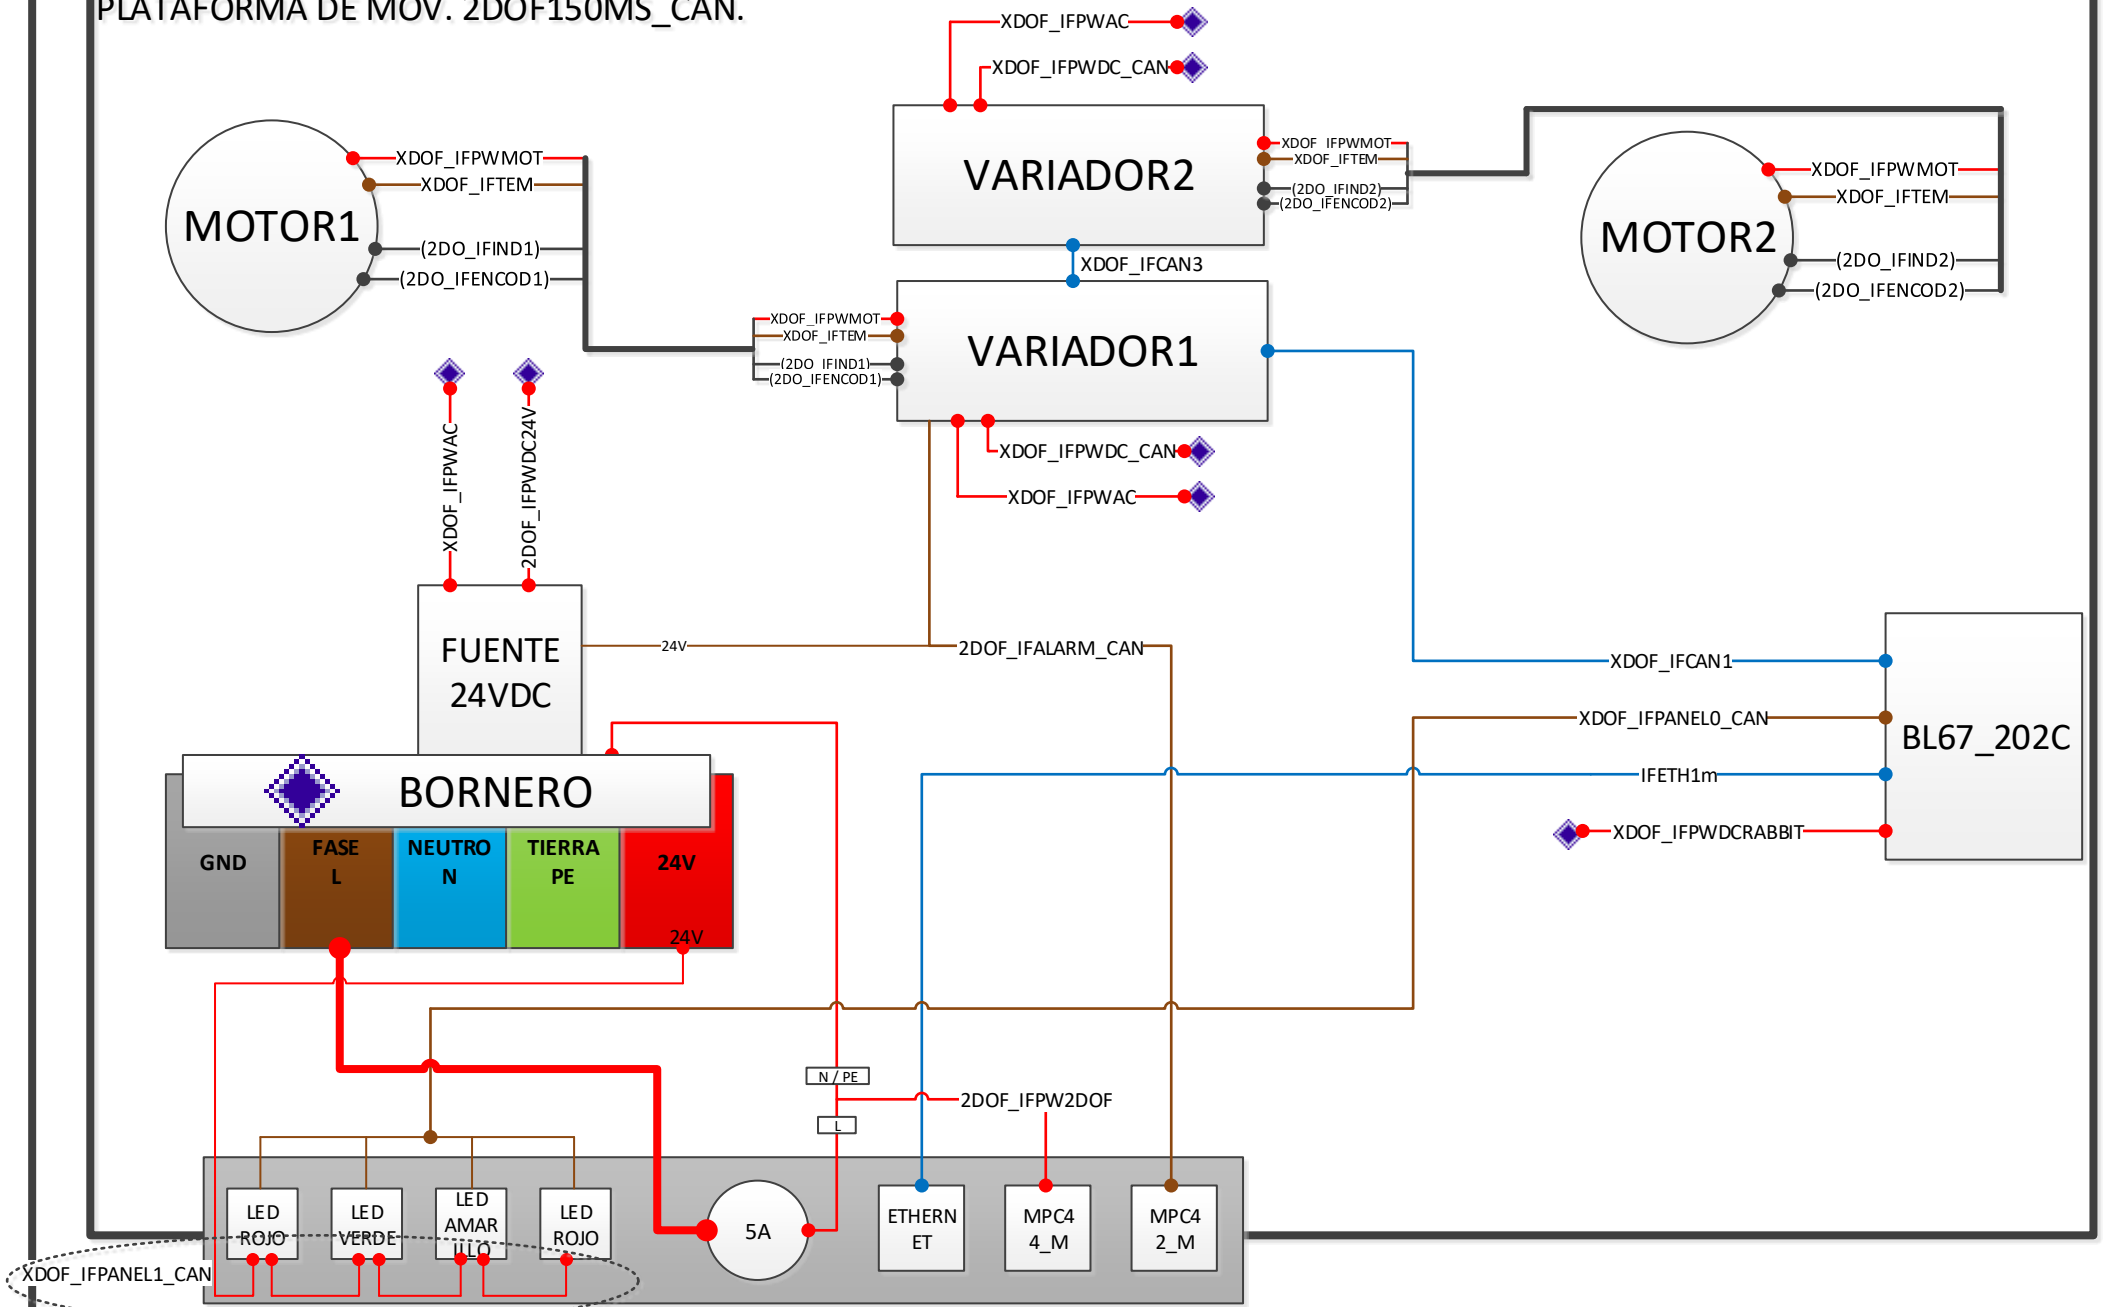 PLATAFORMA DE MOV. 2DOF150MS_CAN.
XDOF_IFPWAC
XDOF_IFPWDC_CAN
MOTOR1
XDOF_IFPWMOT
XDOF_IFTEM
(2DO_IFIND1)
(2DO_IFENCOD1)
VARIADOR2
XDOF_IFPWMOT
XDOF_IFTEM
(2DO_IFIND2)
(2DO_IFENCOD2)
MOTOR2
XDOF_IFPWMOT
XDOF_IFTEM
(2DO_IFIND2)
(2DO_IFENCOD2)
XDOF_IFCAN3
XDOF_IFPWMOT
XDOF_IFTEM
(2DO_IFIND1)
(2DO_IFENCOD1)
VARIADOR1
XDOF_IFPWDC_CAN
XDOF_IFPWAC
XDOF_IFPWAC
2DOF_IFPWDC24V
FUENTE
24VDC
24V
2DOF_IFALARM_CAN
XDOF_IFCAN1
XDOF_IFPANEL0_CAN
IFETH1m
XDOF_IFPWDCRABBIT
BL67_202C
BORNERO
GND
FASE
L
NEUTRO
N
TIERRA
PE
24V
24V
N / PE
L
2DOF_IFPW2DOF
LED
ROJO
LED
VERDE
LED
AMAR
ILLO
LED
ROJO
5A
ETHERN
ET
MPC4
4_M
MPC4
2_M
XDOF_IFPANEL1_CAN